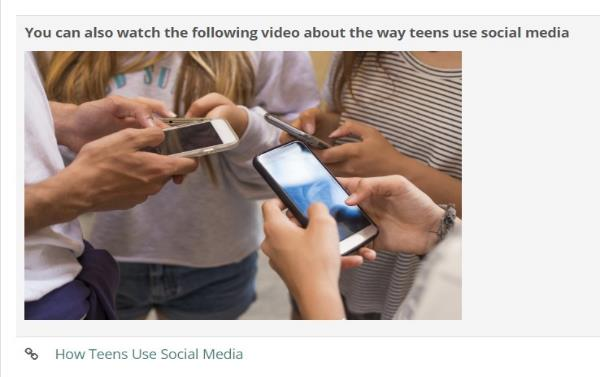 You can also watch the following video about the way teens use social media
How Teens Use Social Media